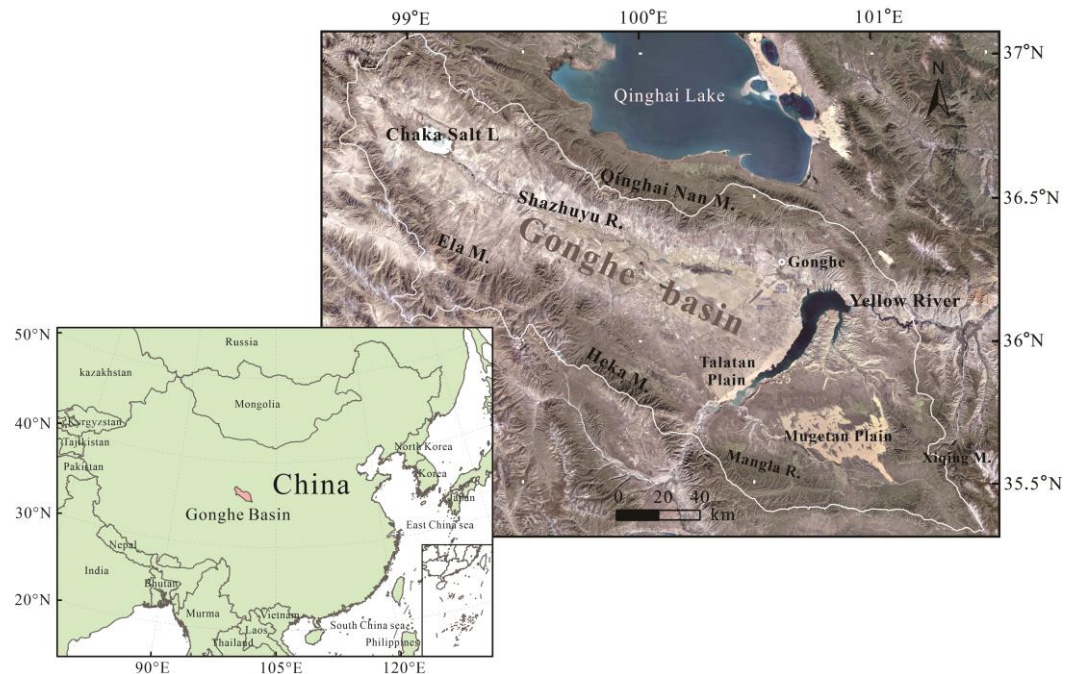 99°E
100°E
101°E
37°N
N
Qinghai Lake
Chaka Salt L
Qinghai Nan M.
36.5°N
Shazhuyu R.
Ela M.
Gonghe basin
Gonghe
Yellow River
36°N
Talatan
Plain
Heka M.
Mugetan Plain
Xiqing M.
Mangla R.
35.5°N
0 20 40
km
50°N
Russia
kazakhstan
Mongolia
40°N
Kyrgyzstan
Tajikistan
North Korea
Korea
Japan
Pakistan
China
Gonghe Basin
30°N
East China sea
Nepal
India
Bhutan
20°N
Murma
Vietnam
Laos
South China sea
Thailand
Philippines
90°E
105°E
120°E